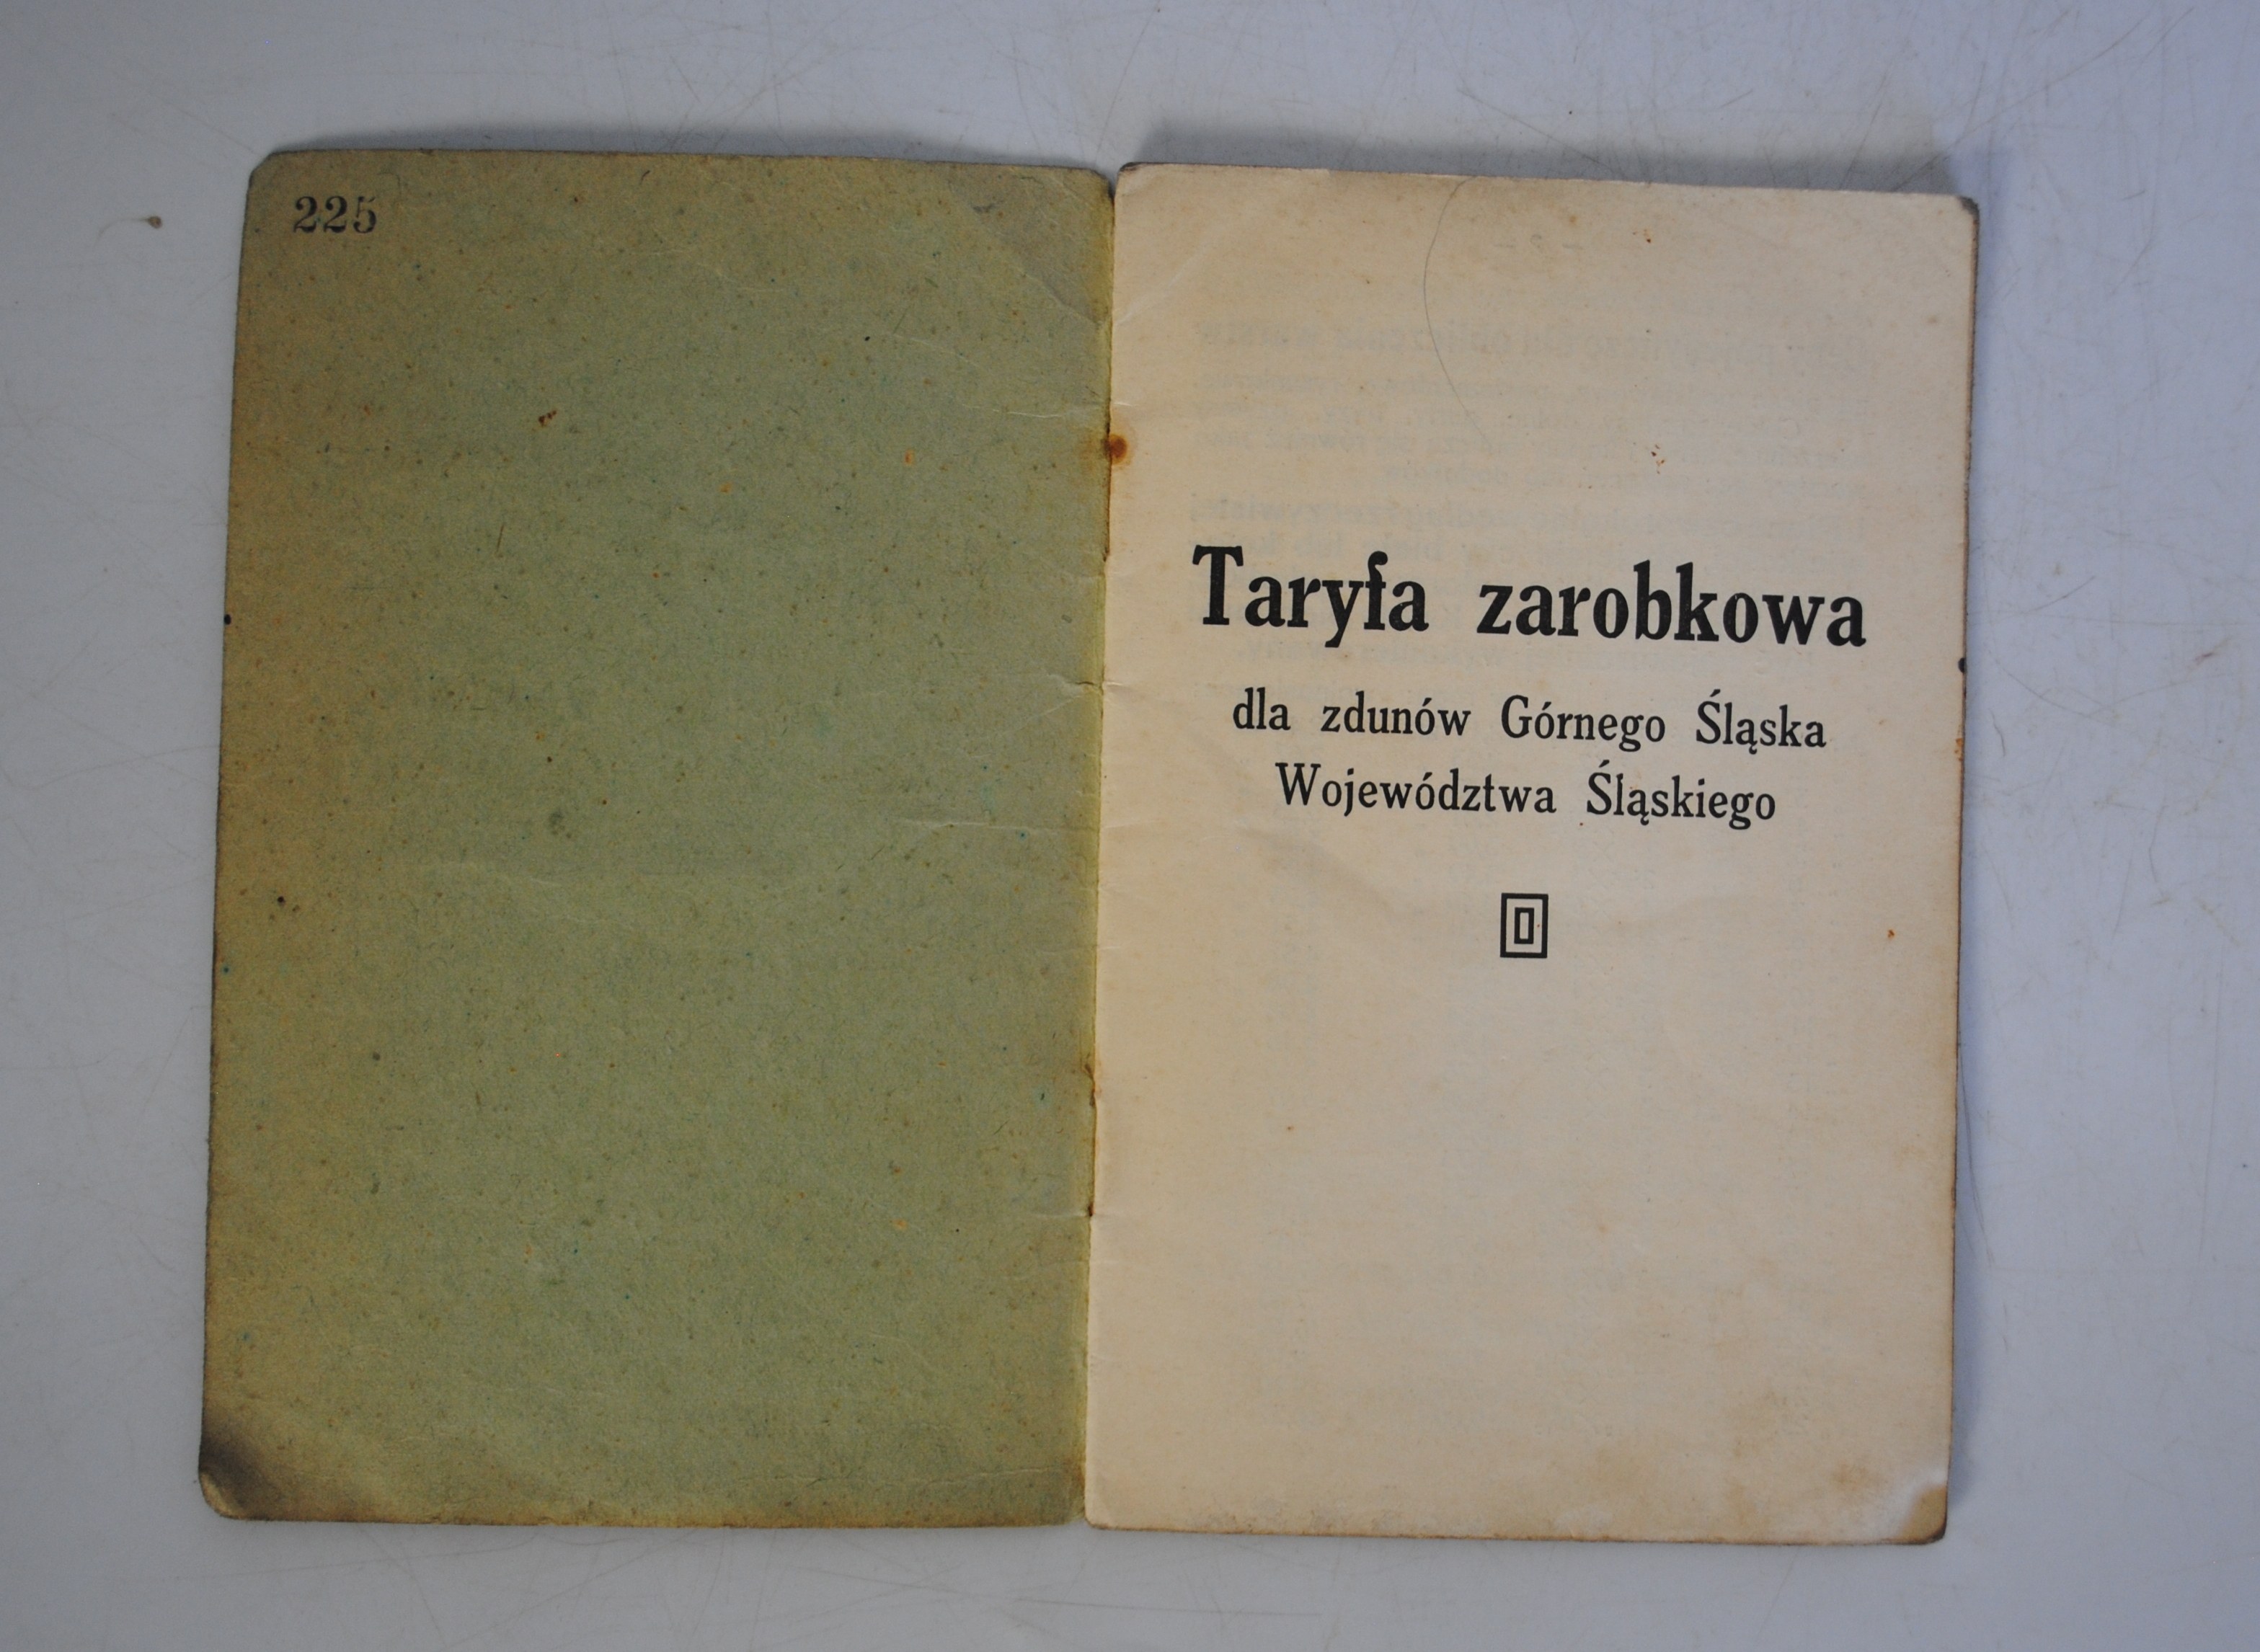 225
Taryfa zarobkowa
dla zdunów Górnego Śląska
Województwa Śląskiego